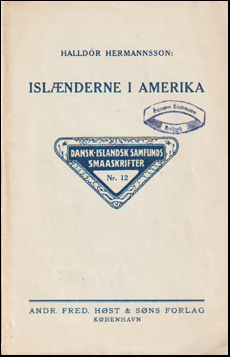 HALLDÓR HERMANNSSON:
ISLÆNDERNE I AMERIKA
DANSK-ISLANDSK SAMFUNDS
SMAASKRIFTER
Nr. 12
ANDR. FRED. HØST & SØNS FORLAG
KØBENHAVN